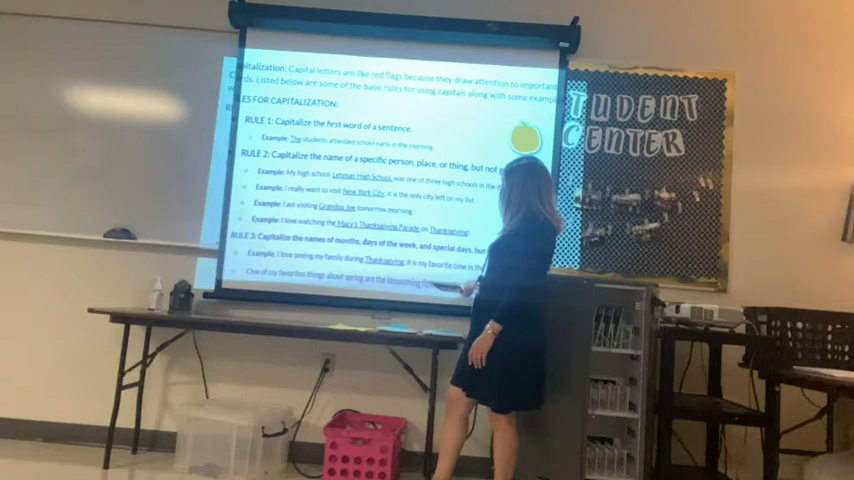 pitalization: Capital letters are like red flags because they draw attention to important
rds. Listed below are some of the basic rules for using capitals along with some exampl
LES FOR CAPITALIZATION:
RULE 1: Capitalize the first word of a sentence.
Example: The students attended school early in the morning.
RULE 2: Capitalize the name of a specific person, place, or thing, but not
Example: My high school, Lehman High School, was one of three high schools in the
Example: I really want to visit New York City; it is the only city left on my list.
Example: I am visiting Grandpa Joe tomorrow morning.
Example: I love watching the Macy's Thanksgiving Parade on Thanksgiving!
RULE 3: Capitalize the names of months, days of the week, and special days, but
Example: I love seeing my family during Thanksgiving; it is my favorite time in the
One of my favorites things about spring are the blossoming
TUDENT
CENTER